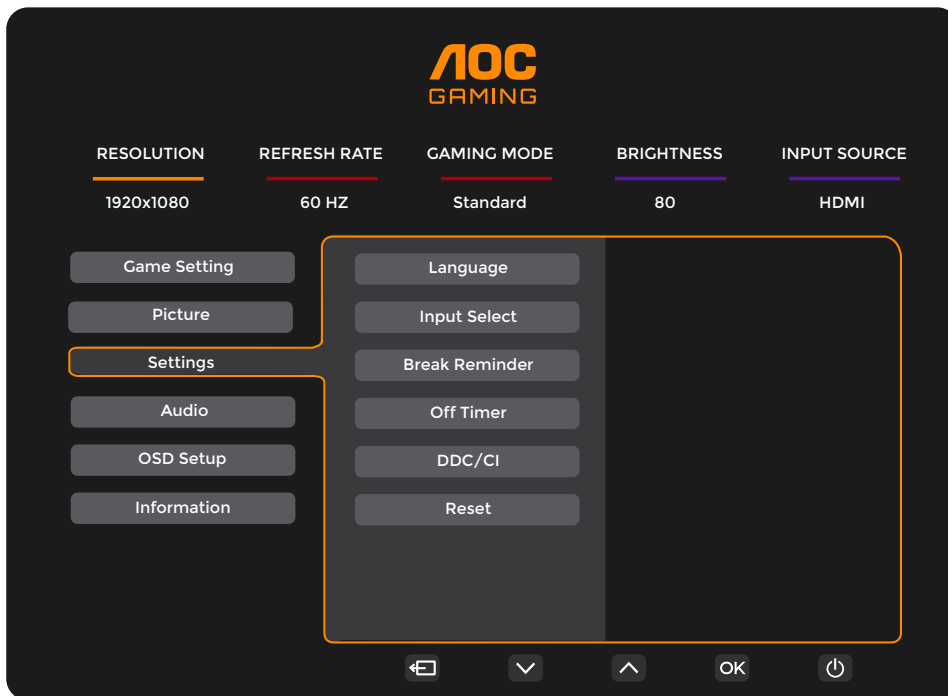 AOC
GAMING
RESOLUTION REFRESH RATE GAMING MODE BRIGHTNESS INPUT SOURCE
1920x1080 60 HZ Standard 80 HDMI
Game Setting
Picture
Settings
Audio
OSD Setup
Information
Language
Input Select
Break Reminder
Off Timer
DDC/CI
Reset
OK